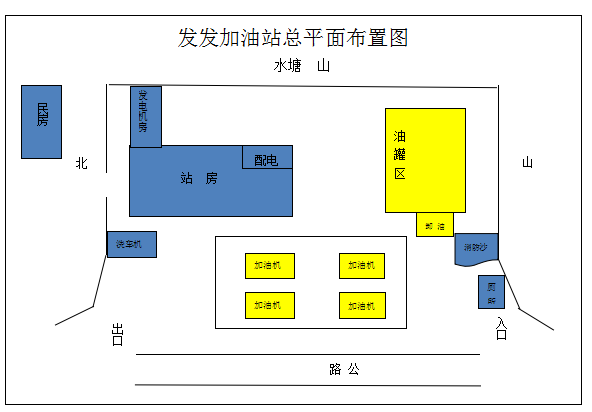 发发加油站总平面布置图
水塘 山
民房
发电机房
油罐区
北
站 房
配电
山
卸 油
洗车机
消防沙
加油机
加油机
加油机
加油机
厕所
出口
入口
路 公